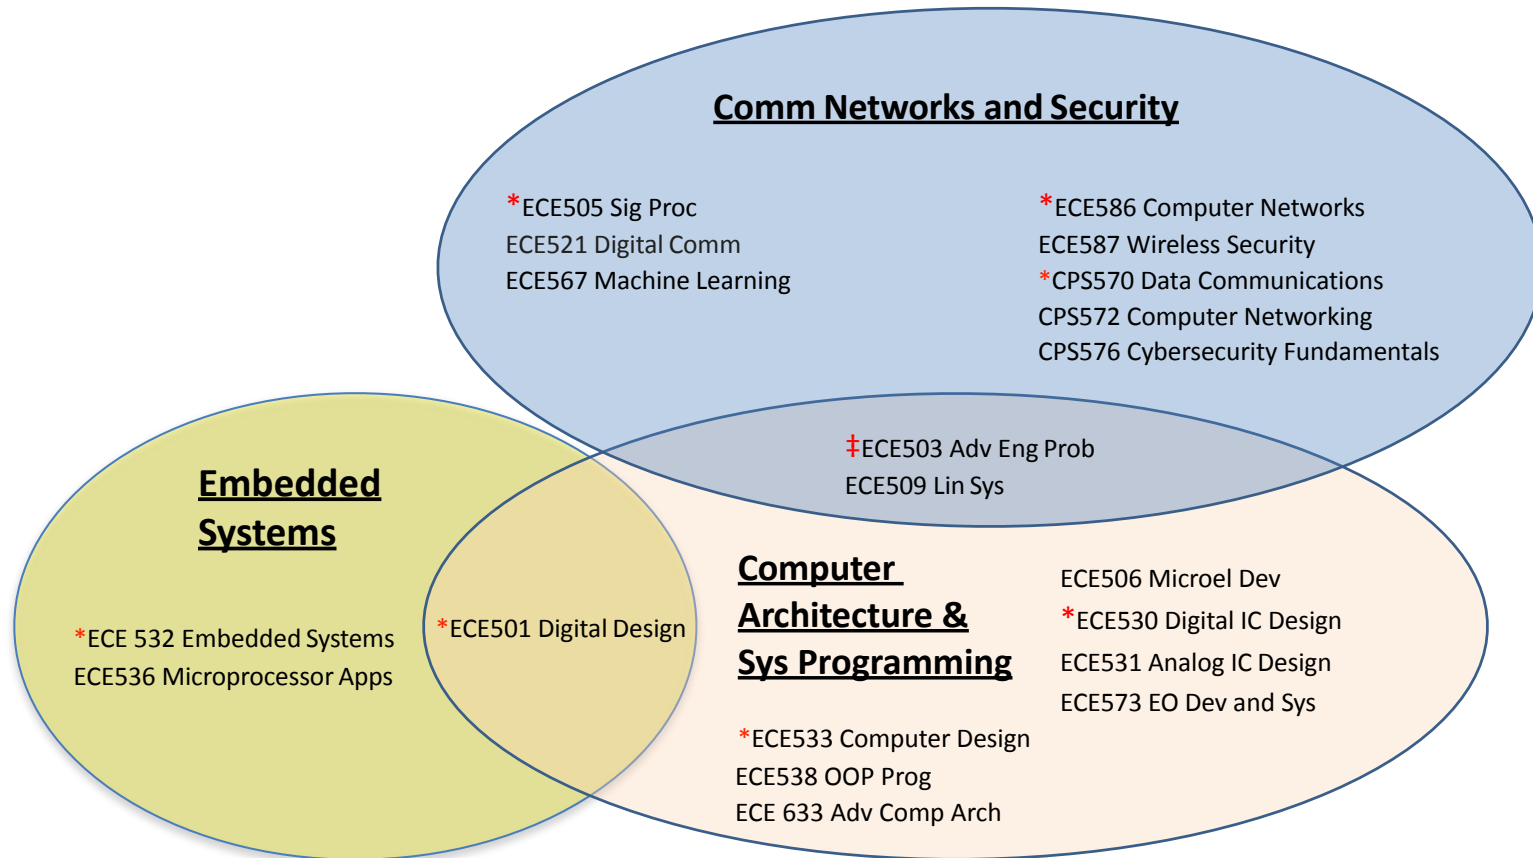 Comm Networks and Security
*ECE505 Sig Proc
ECE521 Digital Comm
ECE567 Machine Learning
*ECE586 Computer Networks
ECE587 Wireless Security
*CPS570 Data Communications
CPS572 Computer Networking
CPS576 Cybersecurity Fundamentals
‡ECE503 Adv Eng Prob
ECE509 Lin Sys
Embedded
Systems
*ECE 532 Embedded Systems
ECE536 Microprocessor Apps
*ECE501 Digital Design
Computer
Architecture &
Sys Programming
ECE506 Microel Dev
*ECE530 Digital IC Design
ECE531 Analog IC Design
ECE573 EO Dev and Sys
*ECE533 Computer Design
ECE538 OOP Prog
ECE 633 Adv Comp Arch